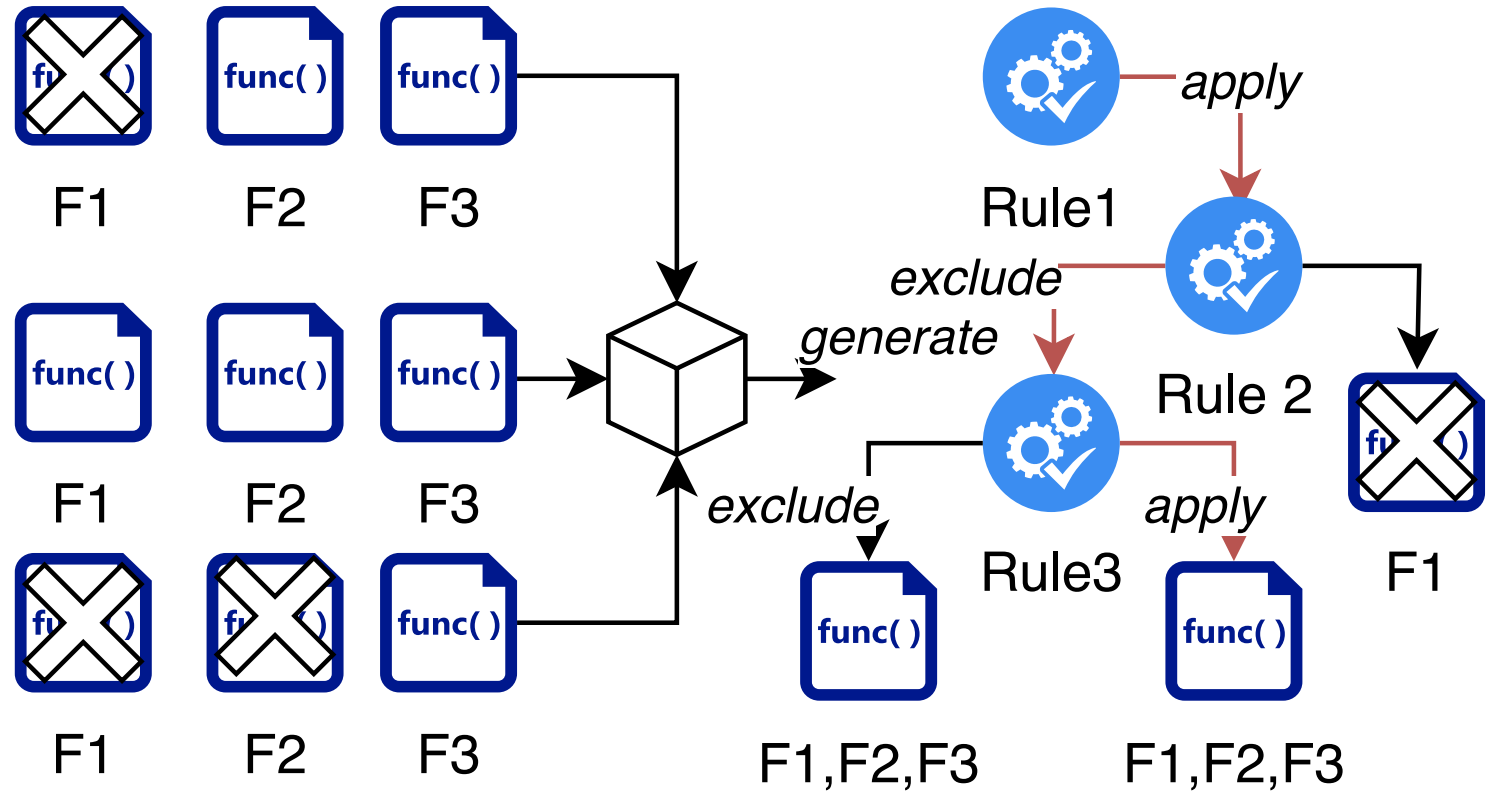 func( )
func( )
F1
F2
F3
func( )
func( )
func( )
F1
F2
F3
func( )
F1
F2
F3
generate
Rule1
apply
Rule 2
exclude
Rule3
exclude
apply
func( )
F1,F2,F3
func( )
F1,F2,F3
F1